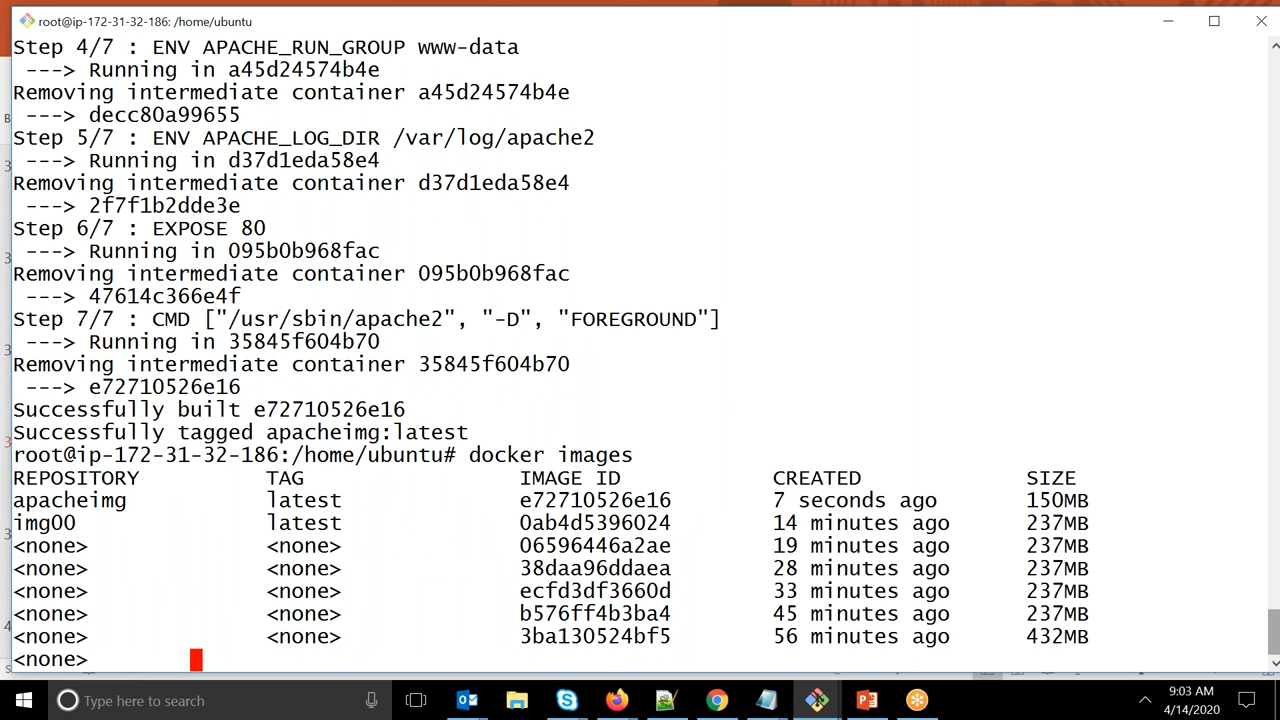 root@ip-172-31-32-186: /home/ubuntu
Step 4/7 : ENV APACHE_RUN_GROUP www-data
---> Running in a45d24574b4e
Removing intermediate container a45d24574b4e
---> decc80a99655
Step 5/7 : ENV APACHE_LOG_DIR /var/log/apache2
---> Running in d37d1eda58e4
Removing intermediate container d37d1eda58e4
---> 2f7f1b2dde3e
Step 6/7 : EXPOSE 80
---> Running in 095b0b968fac
Removing intermediate container 095b0b968fac
---> 47614c366e4f
Step 7/7 : CMD ["/usr/sbin/apache2", "-D", "FOREGROUND"]
---> Running in 35845f604b70
Removing intermediate container 35845f604b70
---> e72710526e16
Successfully built e72710526e16
Successfully tagged apacheimg:latest
root@ip-172-31-32-186:/home/ubuntu# docker images
REPOSITORY TAG IMAGE ID CREATED SIZE
apacheimg latest e72710526e16 7 seconds ago 150MB
img00 latest 0ab4d5396024 14 minutes ago 237MB
<none> <none> 06596446a2ae 19 minutes ago 237MB
<none> <none> 38daa96ddaea 28 minutes ago 237MB
<none> <none> ecfd3df3660d 33 minutes ago 237MB
<none> <none> b576ff4b3ba4 45 minutes ago 237MB
<none> <none> 3ba130524bf5 56 minutes ago 432MB
<none>
Type here to search
9:03 AM
4/14/2020